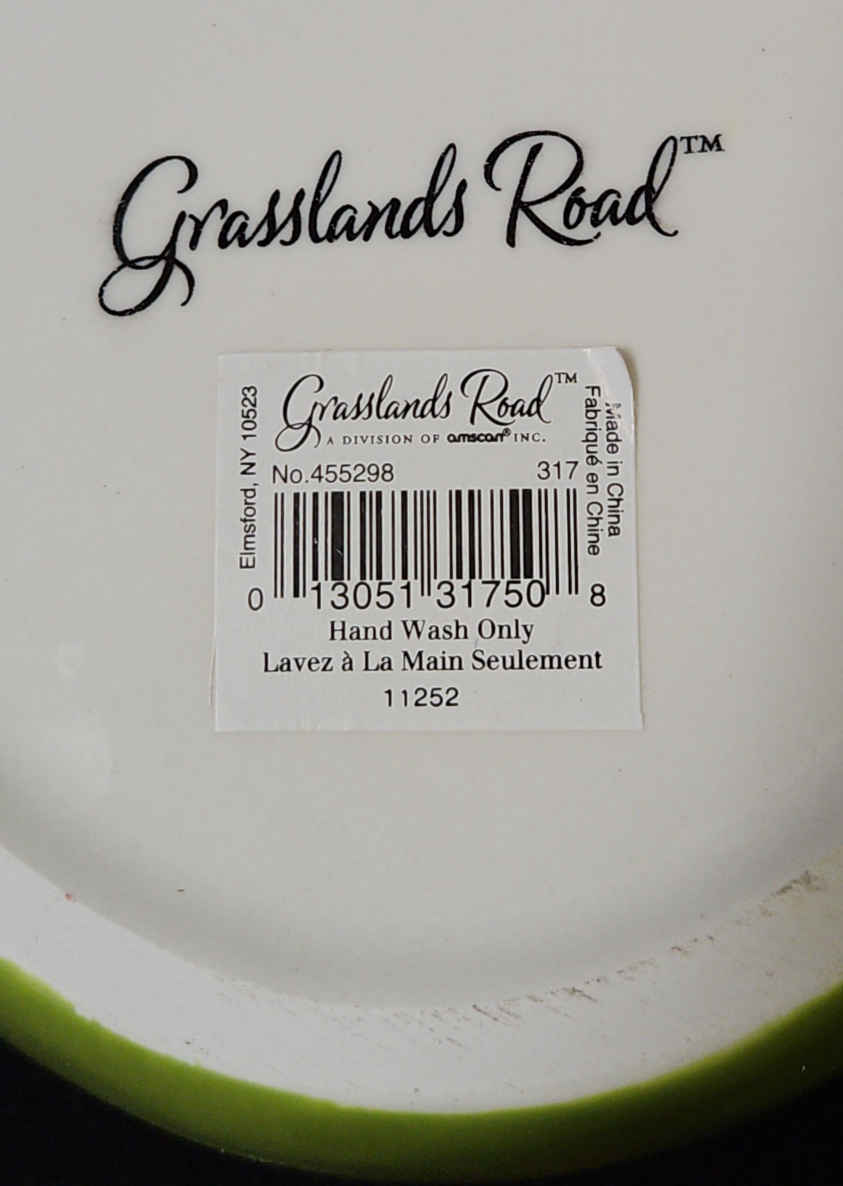 Grasslands Road™
Grasslands Road™
A DIVISION OF amscan® INC.
Elmsford, NY 10523
Made in China
Fabriqué en Chine
No.455298 317
0 13051 31750 8
Hand Wash Only
Lavez à La Main Seulement
11252